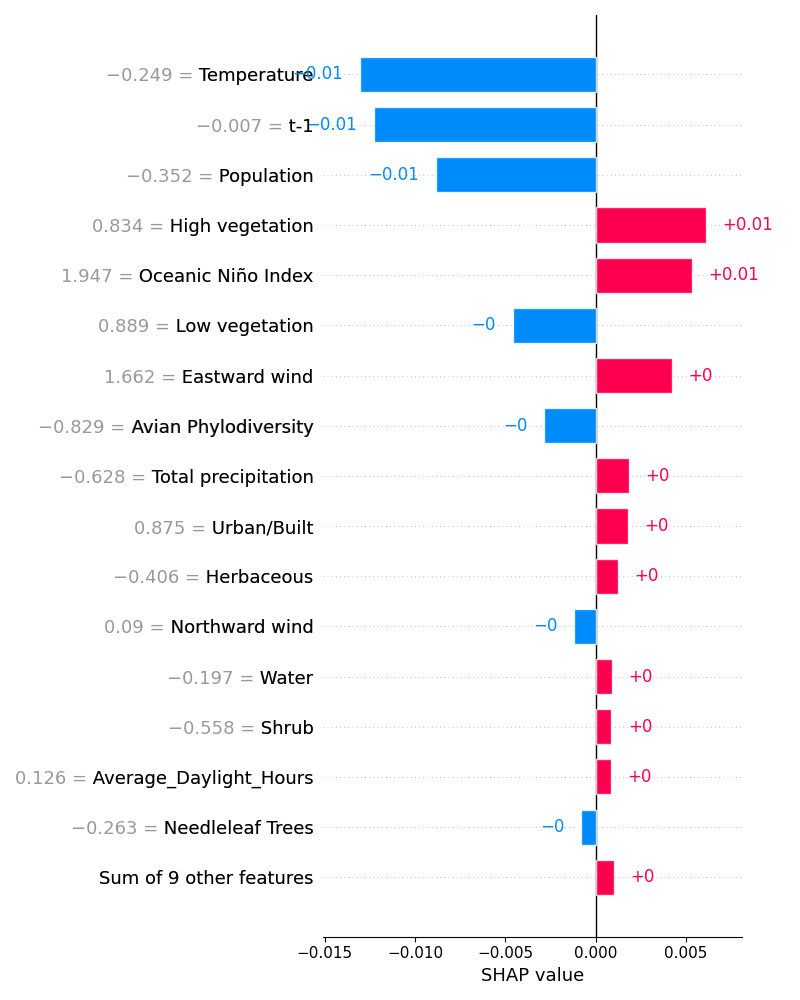 −0.249 = Temperature −0.01
−0.007 = t-1 −0.01
−0.352 = Population −0.01
0.834 = High vegetation +0.01
1.947 = Oceanic Niño Index +0.01
0.889 = Low vegetation −0
1.662 = Eastward wind +0
−0.829 = Avian Phylodiversity −0
−0.628 = Total precipitation +0
0.875 = Urban/Built +0
−0.406 = Herbaceous +0
0.09 = Northward wind −0
−0.197 = Water +0
−0.558 = Shrub +0
0.126 = Average_Daylight_Hours +0
−0.263 = Needleleaf Trees −0
Sum of 9 other features +0
−0.015 −0.010 −0.005 0.000 0.005
SHAP value